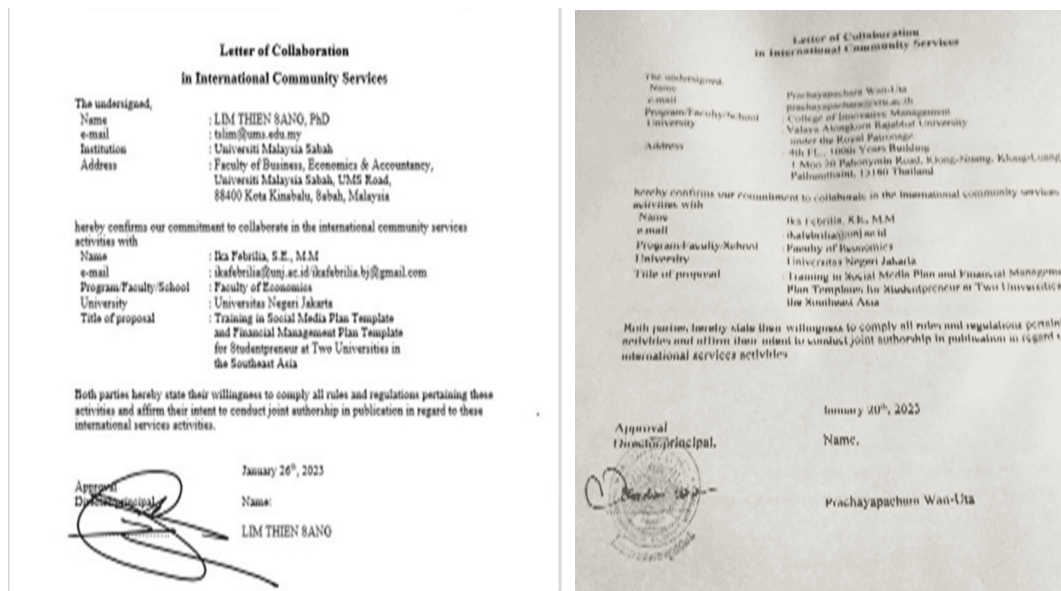 Letter of Collaboration
in International Community Services
The undersigned,
Name : LIM THIEN SANG, PhD
e-mail : tslim@ums.edu.my
Institution : Universiti Malaysia Sabah
Address : Faculty of Business, Economics & Accountancy,
Universiti Malaysia Sabah, UMS Road,
88400 Kota Kinabalu, Sabah, Malaysia
hereby confirms our commitment to collaborate in the international community services
activities with
Name : Ika Febrilia, S.E., M.M
e-mail : ikafebrilia@unj.ac.id/ikafebrilia.bj@gmail.com
Program/Faculty/School : Faculty of Economics
University : Universitas Negeri Jakarta
Title of proposal : Training in Social Media Plan Template
and Financial Management Plan Template
for Studentpreneur at Two Universities in
the Southeast Asia
Both parties hereby state their willingness to comply all rules and regulations pertaining these
activities and affirm their intent to conduct joint authorship in publication in regard to these
international services activities.
January 26th, 2023
Approval
Director/principal,
Name:
LIM THIEN SANG
Letter of Collaboration
in International Community Services
The undersigned,
Name Prachayapachara Wan-Uta
e-mail
Program/Faculty/School : College of Innovative Management
University Valaya Alongkorn Rajabhat University
under the Royal Patronage
Address 4th FL., 100th Years Building
1 Moo 20 Road, Klong-Luang
Pathumthani, 13180 Thailand
hereby confirms our commitment to collaborate in the international community services
activities with
Name Ika Febrilia, S.E., M.M
e-mail ikafebrilia@unj.ac.id
Program/Faculty/School : Faculty of Economics
University Universitas Negeri Jakarta
Title of proposal : Training in Social Media Plan and Financial
Plan Templates for Studentpreneur at Two Universities
the Southeast Asia
Both parties hereby state their willingness to comply all rules and regulations
activities and affirm their intent to conduct joint authorship in publication in regard
international services activities
January 20th, 2023
Approval
Director/principal,
Name.
Wan-Uta